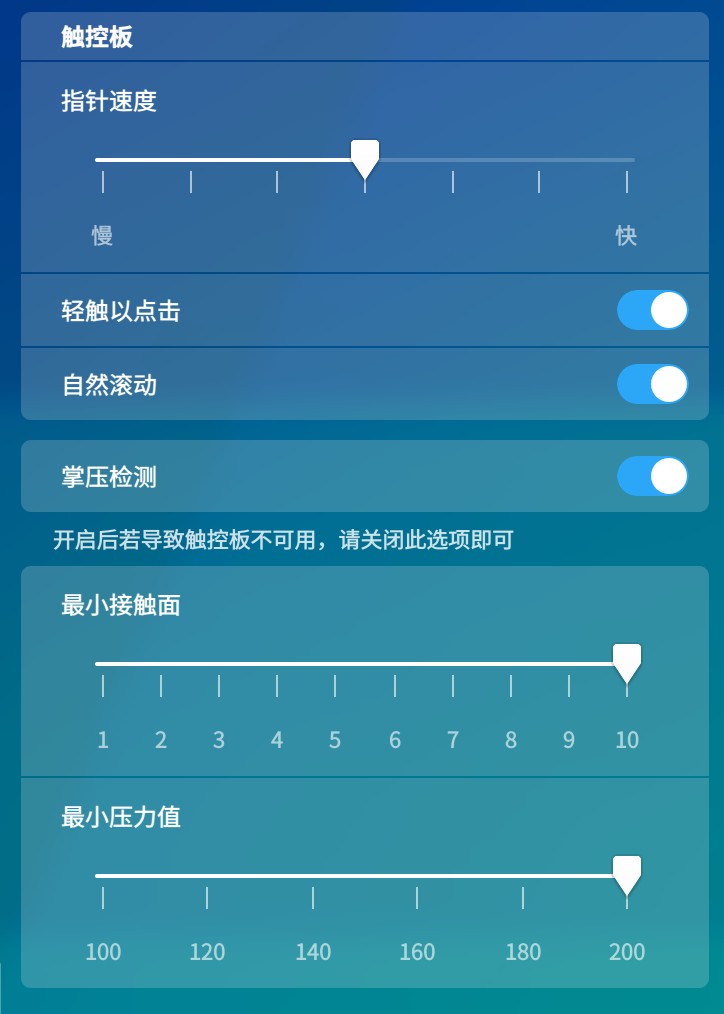 触控板
指针速度
慢 快
轻触以点击
自然滚动
掌压检测
开启后若导致触控板不可用，请关闭此选项即可
最小接触面
1 2 3 4 5 6 7 8 9 10
最小压力值
100 120 140 160 180 200